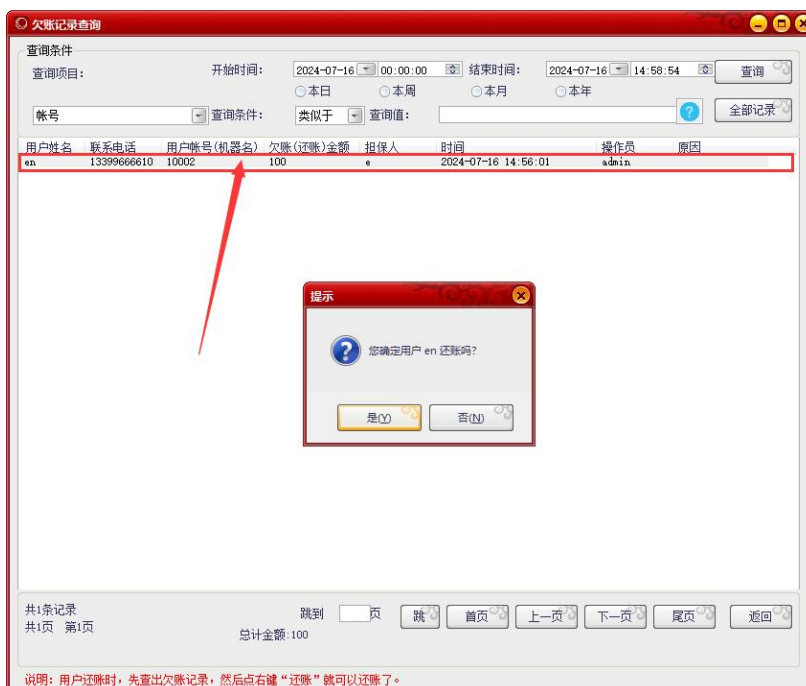 欠账记录查询
查询条件
查询项目: 开始时间: 2024-07-16 00:00:00 结束时间: 2024-07-16 14:58:54 查询
本日 本周 本月 本年
帐号 查询条件: 类似于 查询值: ? 全部记录
用户姓名 联系电话 用户帐号(机器名) 欠账(还账)金额 担保人 时间 操作员 原因
en 13399666610 10002 100 e 2024-07-16 14:56:01 admin
提示
您确定用户 en 还账吗?
是(Y) 否(N)
共1条记录
跳到 页 跳 首页 上一页 下一页 尾页 返回
共1页 第1页
总计金额:100
说明: 用户还账时, 先查出欠账记录, 然后点右键“还账”就可以还账了。